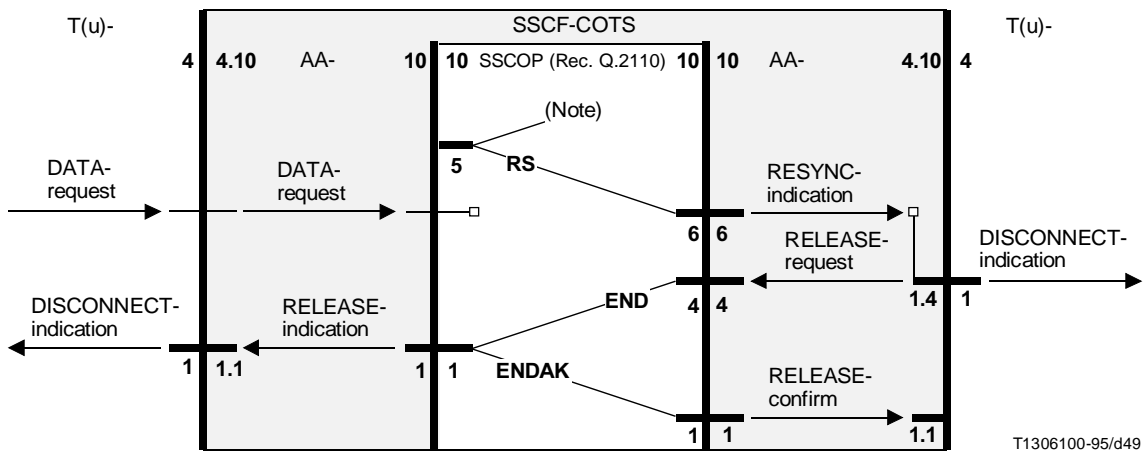 T(u)-
SSCF-COTS
T(u)-
4
4.10
AA-
10
10
SSCOP (Rec. Q.2110)
10
10
AA-
4.10
4
(Note)
5
RS
DATA-
request
DATA-
request
RESYNC-
indication
6
6
RELEASE-
request
DISCONNECT-
indication
1.4
1
4
4
END
DISCONNECT-
indication
RELEASE-
indication
1
1.1
1
1
ENDAK
RELEASE-
confirm
1
1
1.1
T1306100-95/d49